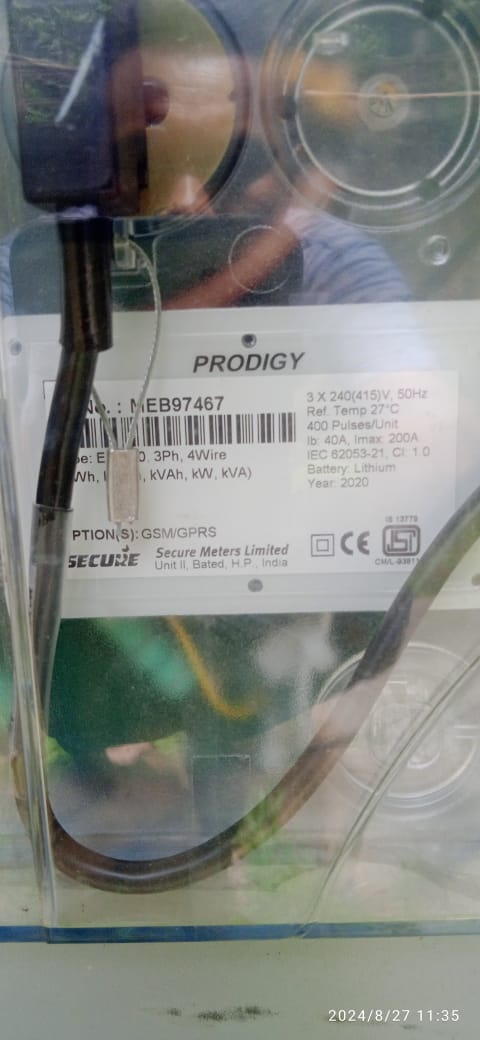 PRODIGY
No. : MEB97467
3Ph, 4Wire
kVAh, kW, kVA)
PTION(S): GSM/GPRS
SECURE
Secure Meters Limited
Unit II, Bated, H.P., India
3 X 240(415)V, 50Hz
Ref. Temp 27°C
400 Pulses/Unit
Ib: 40A, Imax: 200A
IEC 62053-21, Cl: 1.0
Battery: Lithium
Year: 2020
IS 13779
CE
CM/L-
2024/8/27 11:35